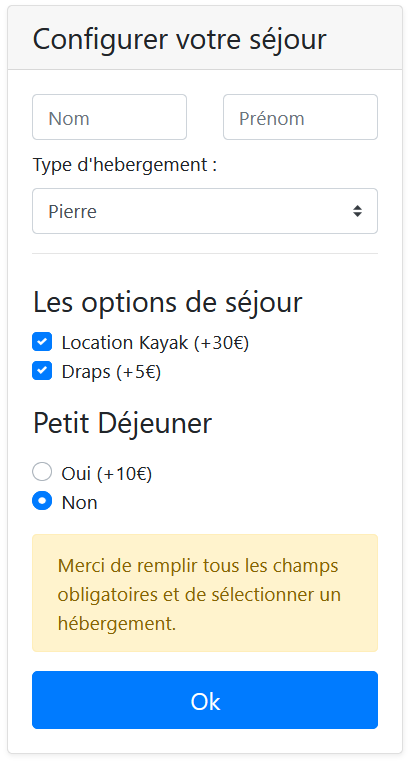 Configurer votre séjour
Nom
Prénom
Type d'hebergement :
Pierre
Les options de séjour
Location Kayak (+30€)
Draps (+5€)
Petit Déjeuner
Oui (+10€)
Non
Merci de remplir tous les champs
obligatoires et de sélectionner un
hébergement.
Ok